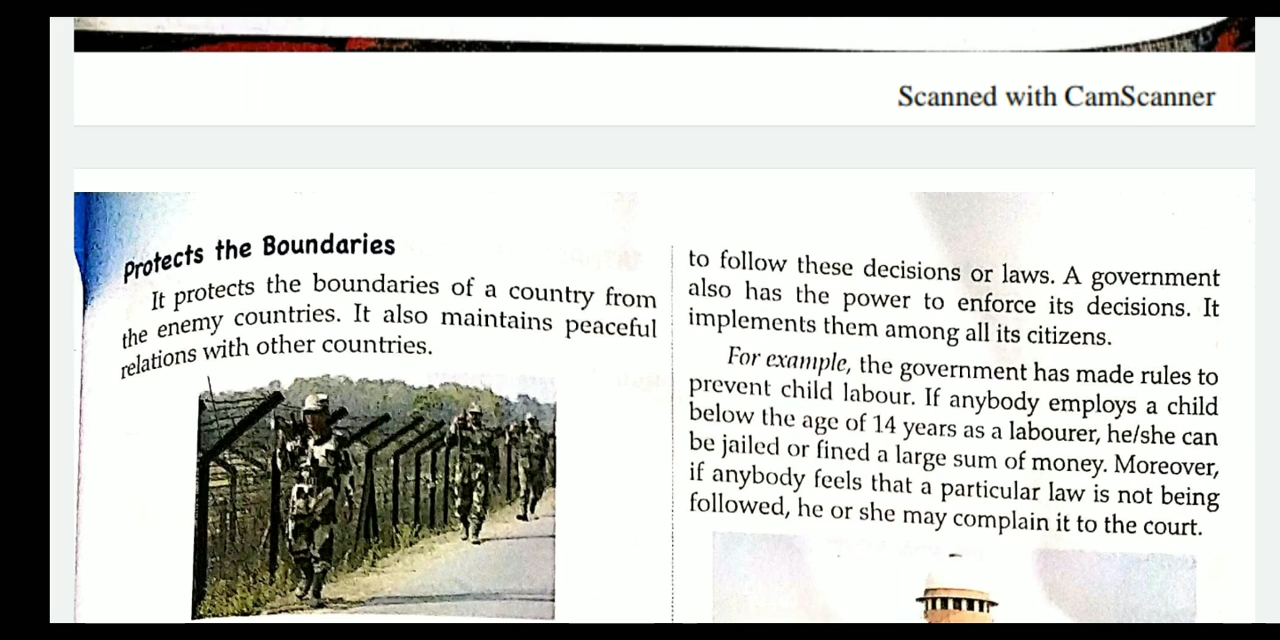 Scanned with CamScanner
Protects the Boundaries
It protects the boundaries of a country from
the enemy countries. It also maintains peaceful
relations with other countries.
to follow these decisions or laws. A government
also has the power to enforce its decisions. It
implements them among all its citizens.
For example, the government has made rules to
prevent child labour. If anybody employs a child
below the age of 14 years as a labourer, he/she can
be jailed or fined a large sum of money. Moreover,
if anybody feels that a particular law is not being
followed, he or she may complain it to the court.